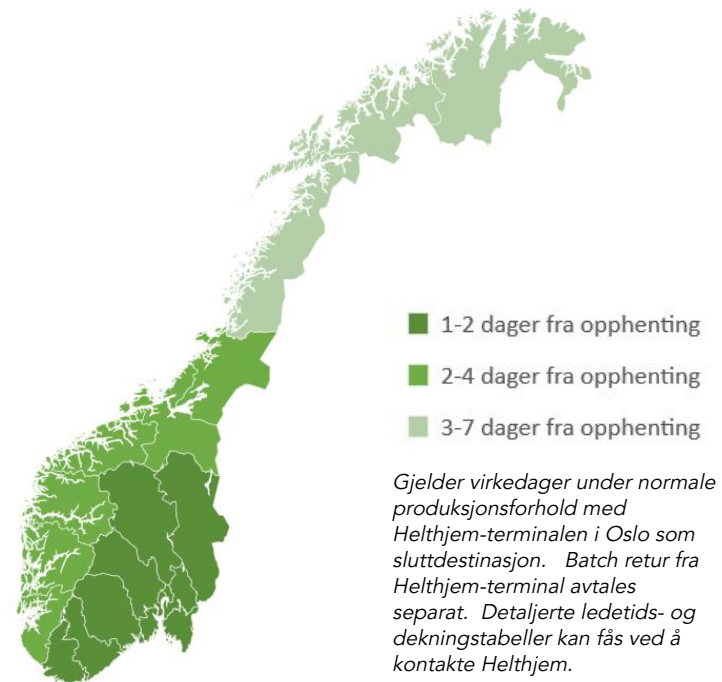 1-2 dager fra opphenting
2-4 dager fra opphenting
3-7 dager fra opphenting
Gjelder virkedager under normale
produksjonsforhold med
Helthjem-terminalen i Oslo som
sluttdestinasjon. Batch retur fra
Helthjem-terminal avtales
separat. Detaljerte ledetids- og
dekningstabeller kan fås ved å
kontakte Helthjem.